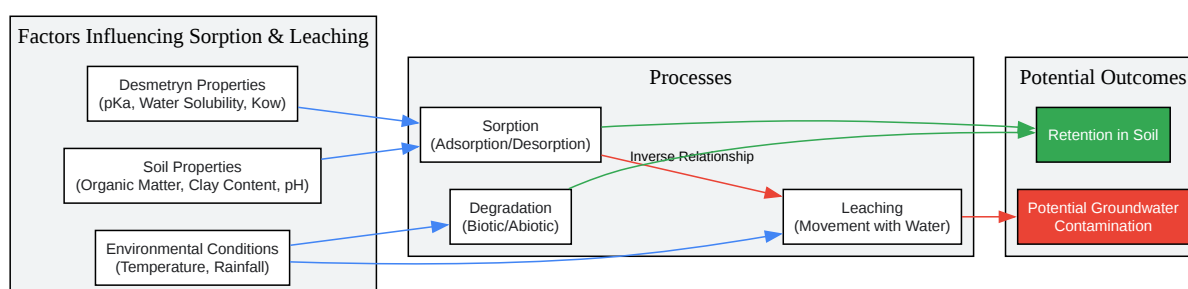 Factors Influencing Sorption & Leaching
Desmetryn Properties
(pKa, Water Solubility, Kow)
Soil Properties
(Organic Matter, Clay Content, pH)
Environmental Conditions
(Temperature, Rainfall)
Processes
Sorption
(Adsorption/Desorption)
Inverse Relationship
Degradation
(Biotic/Abiotic)
Leaching
(Movement with Water)
Potential Outcomes
Retention in Soil
Potential Groundwater
Contamination